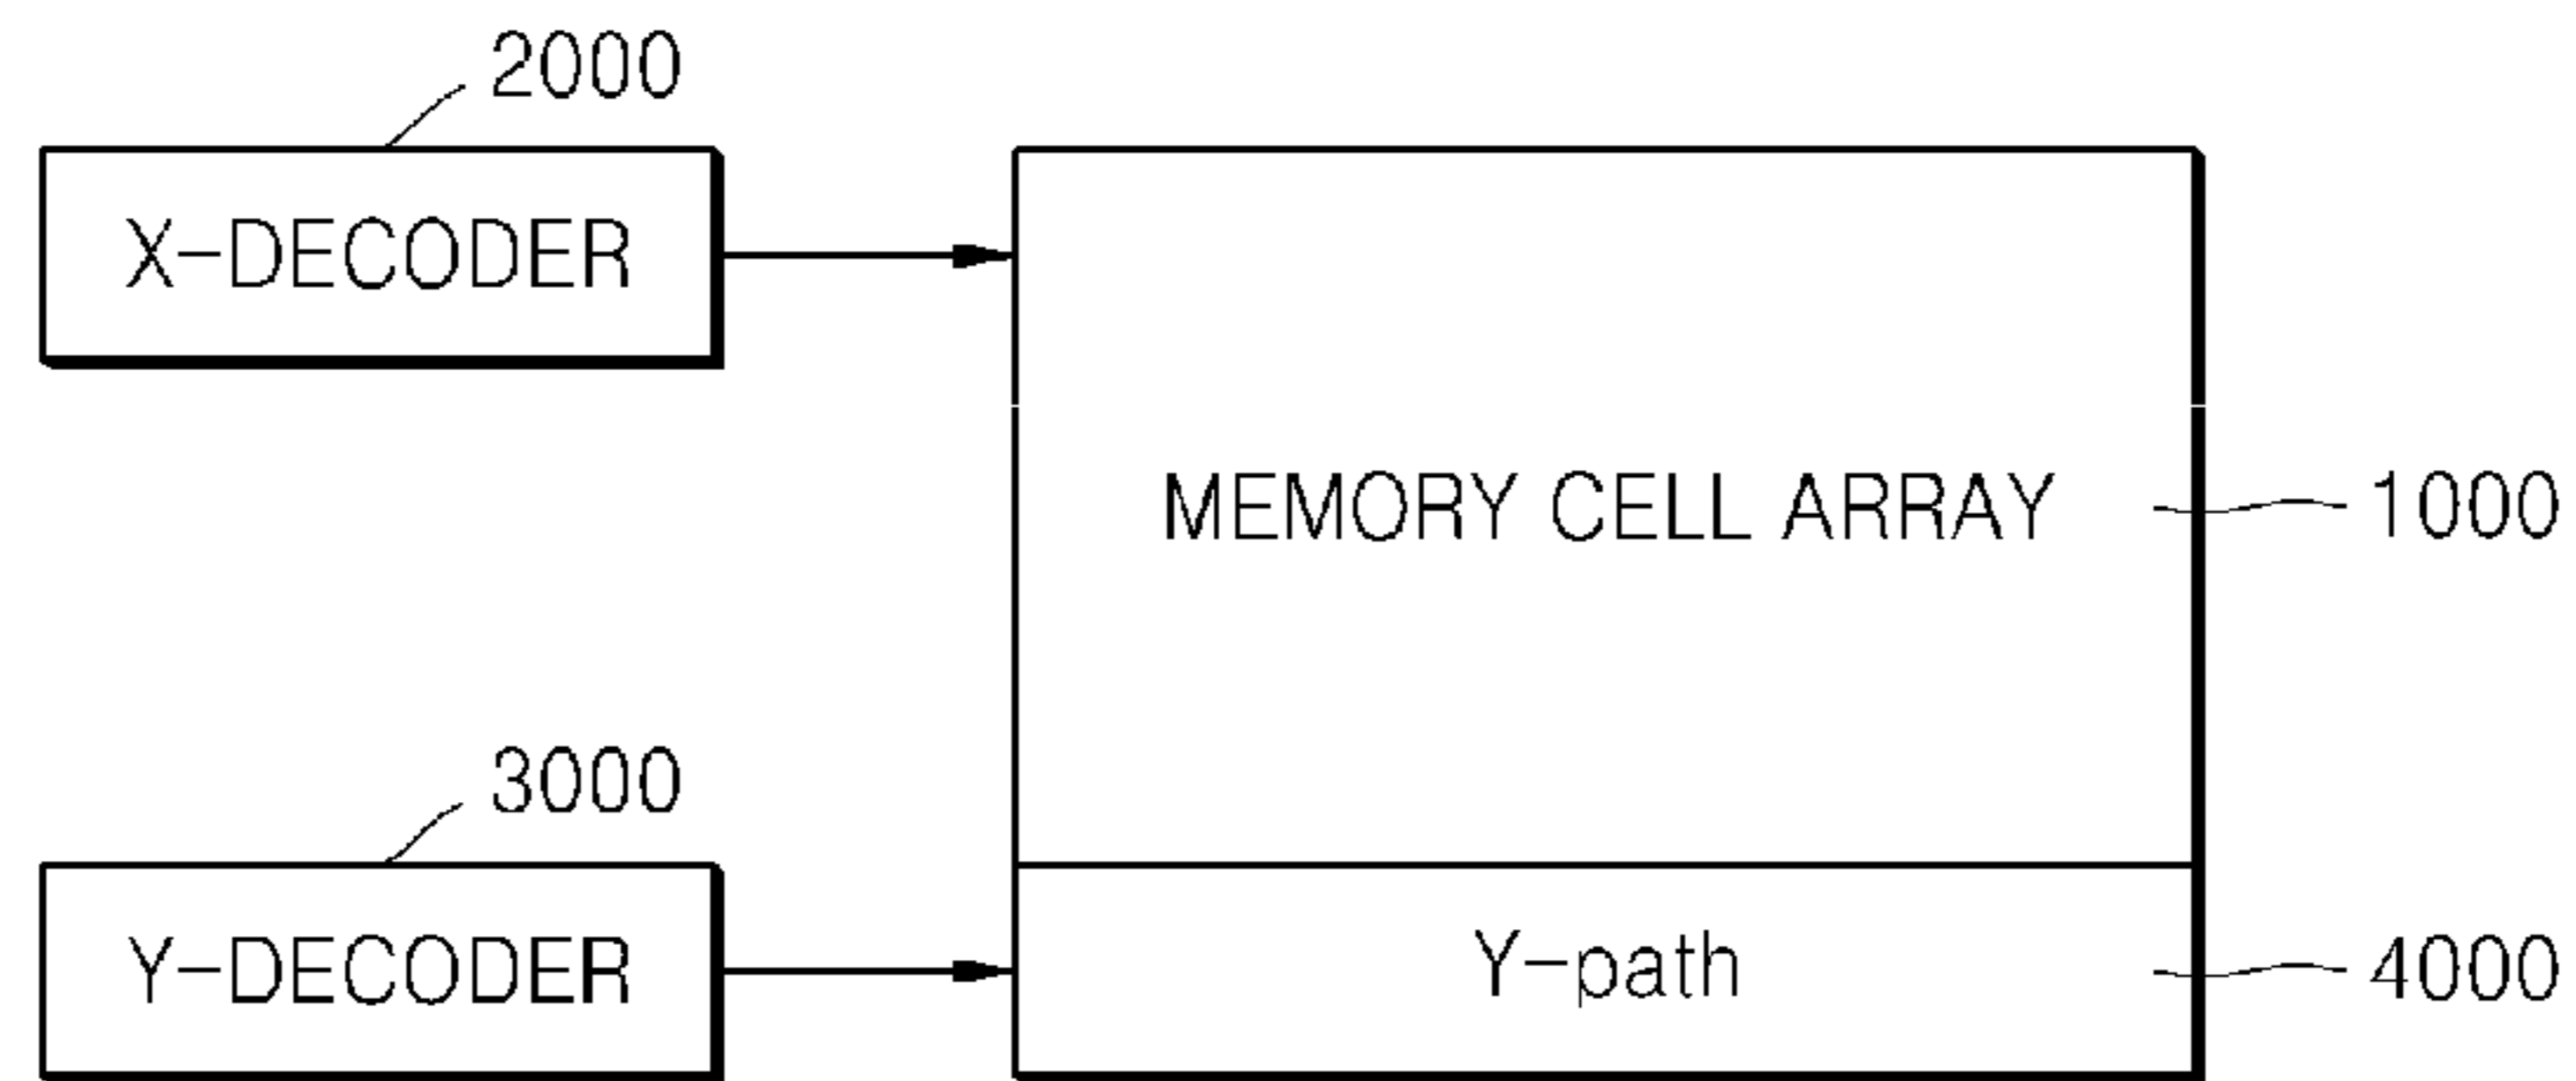 2000
X-DECODER
MEMORY CELL ARRAY
1000
3000
Y-DECODER
Y-path
4000